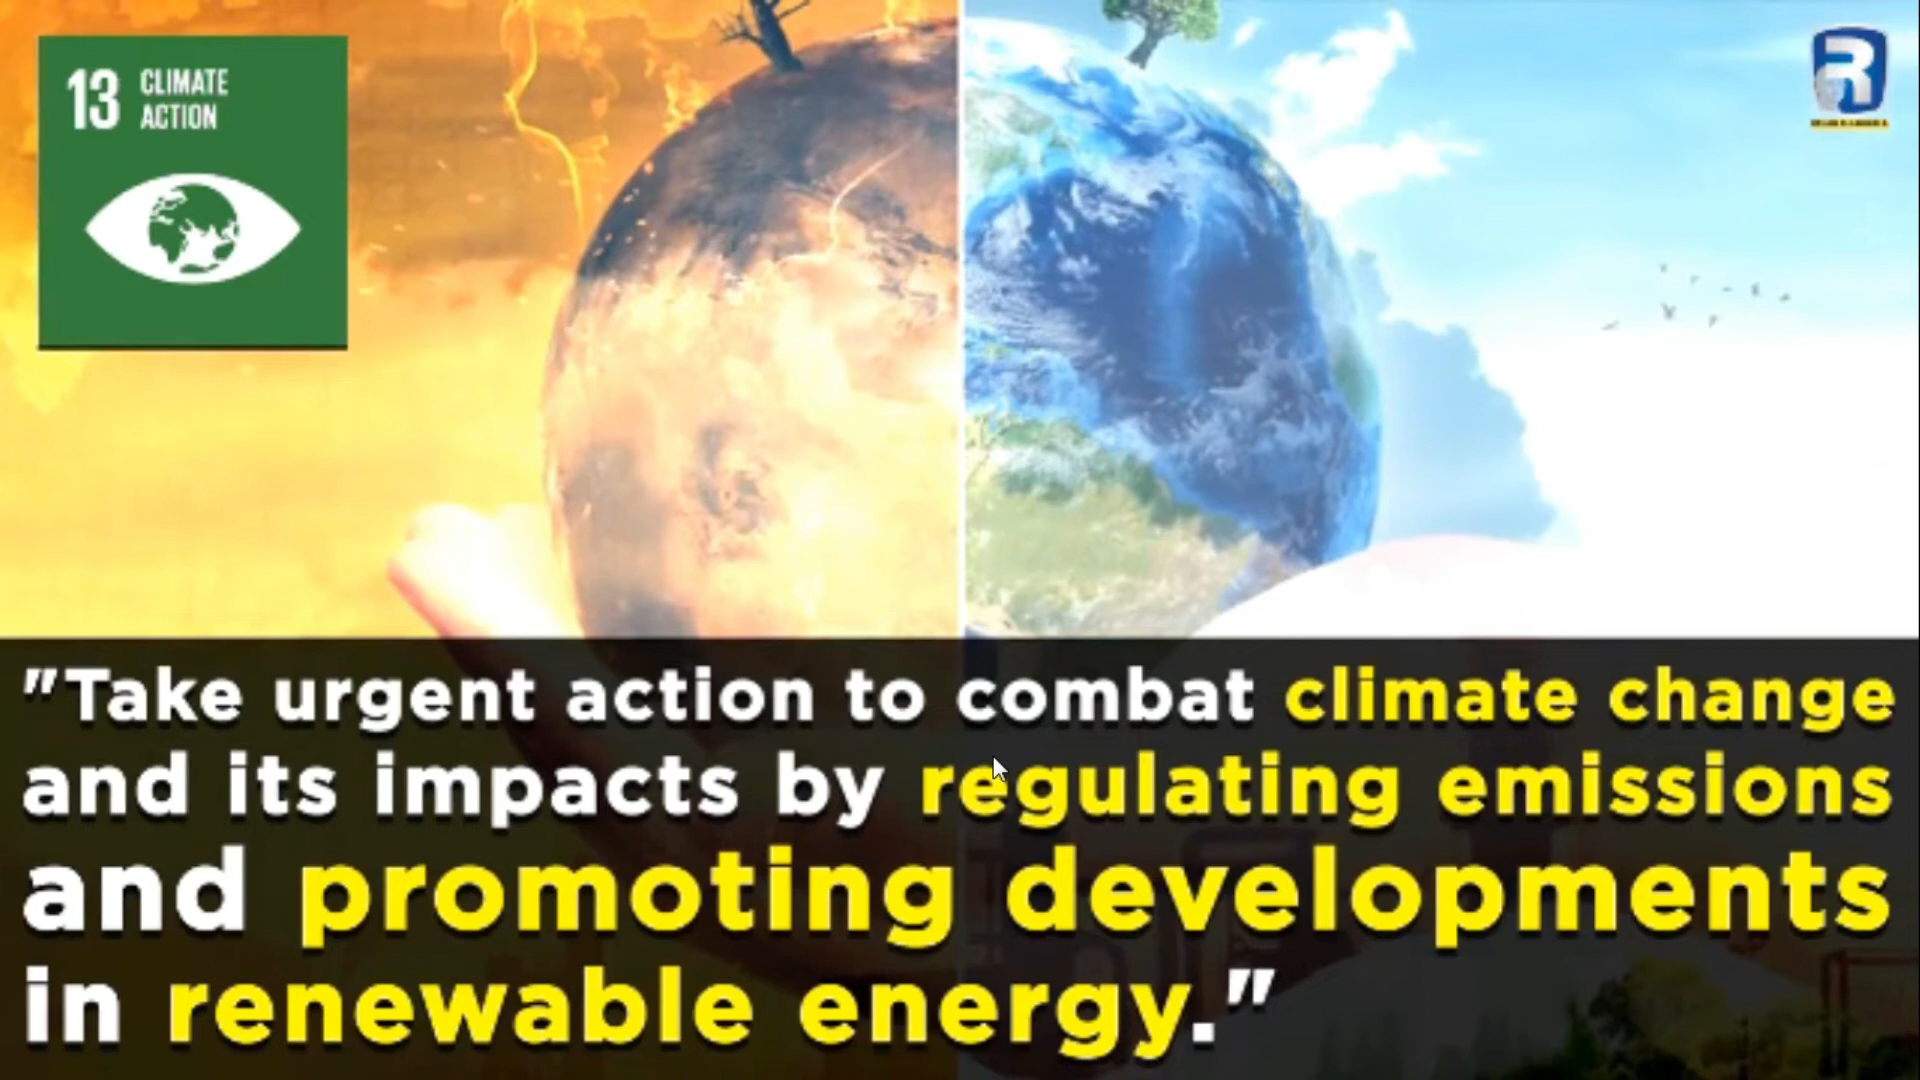 13 CLIMATE
ACTION
R
"Take urgent action to combat climate change
and its impacts by regulating emissions
and promoting developments
in renewable energy."